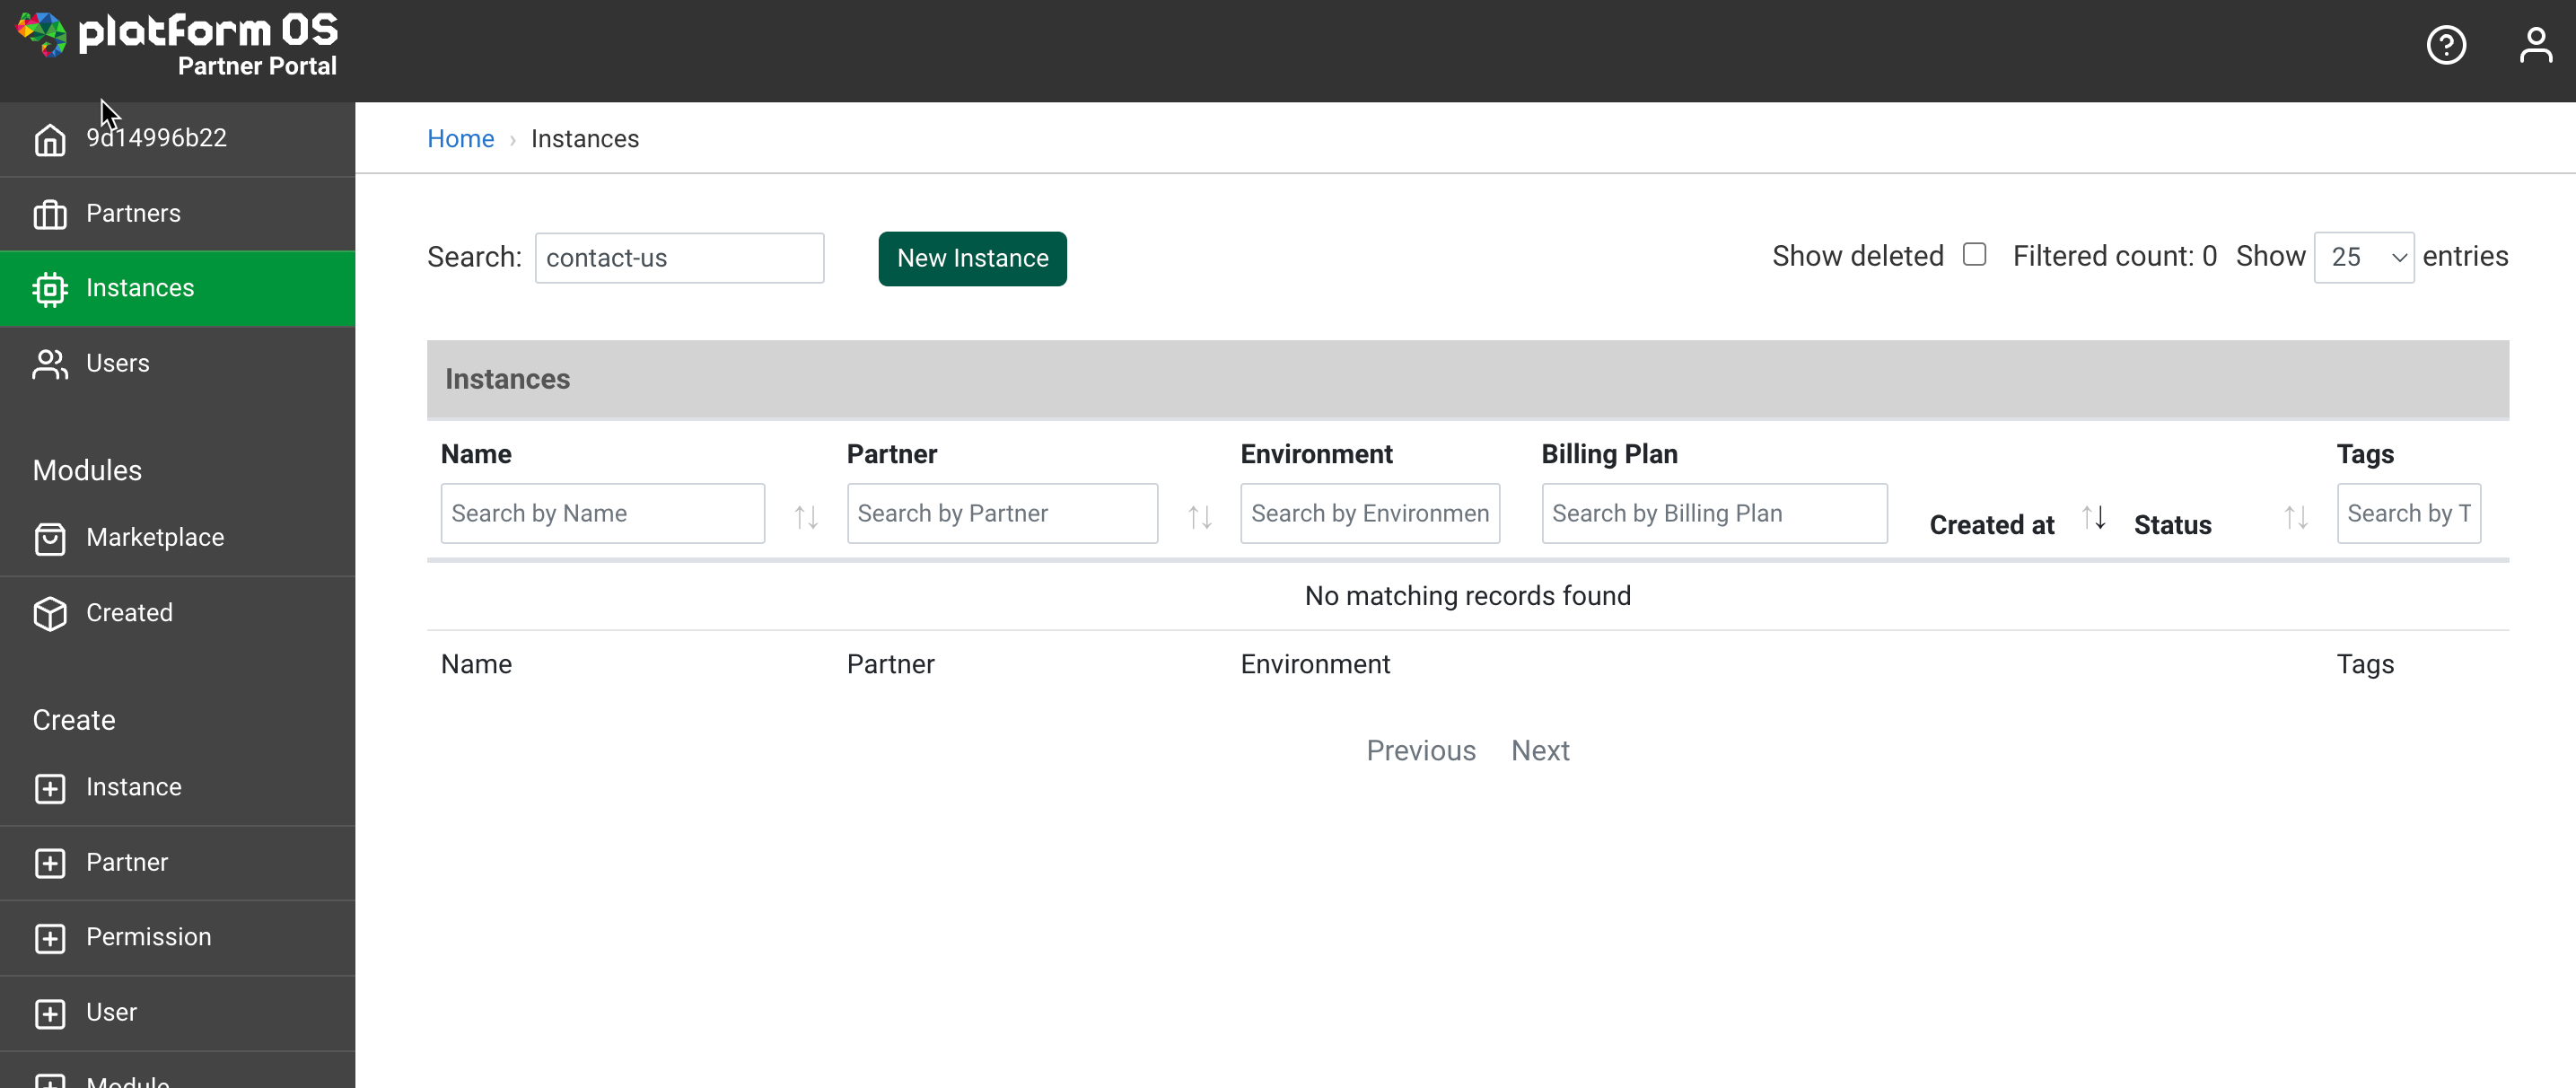 platform OS
Partner Portal
9d14996b22
Partners
Instances
Users
Modules
Marketplace
Created
Create
Instance
Partner
Permission
User
Module
Home › Instances
Search: contact-us New Instance Show deleted Filtered count: 0 Show 25 entries
Instances
Name Partner Environment Billing Plan Tags
Search by Name Search by Partner Search by Environmen Search by Billing Plan Created at Status Search by T
No matching records found
Name Partner Environment Tags
Previous Next